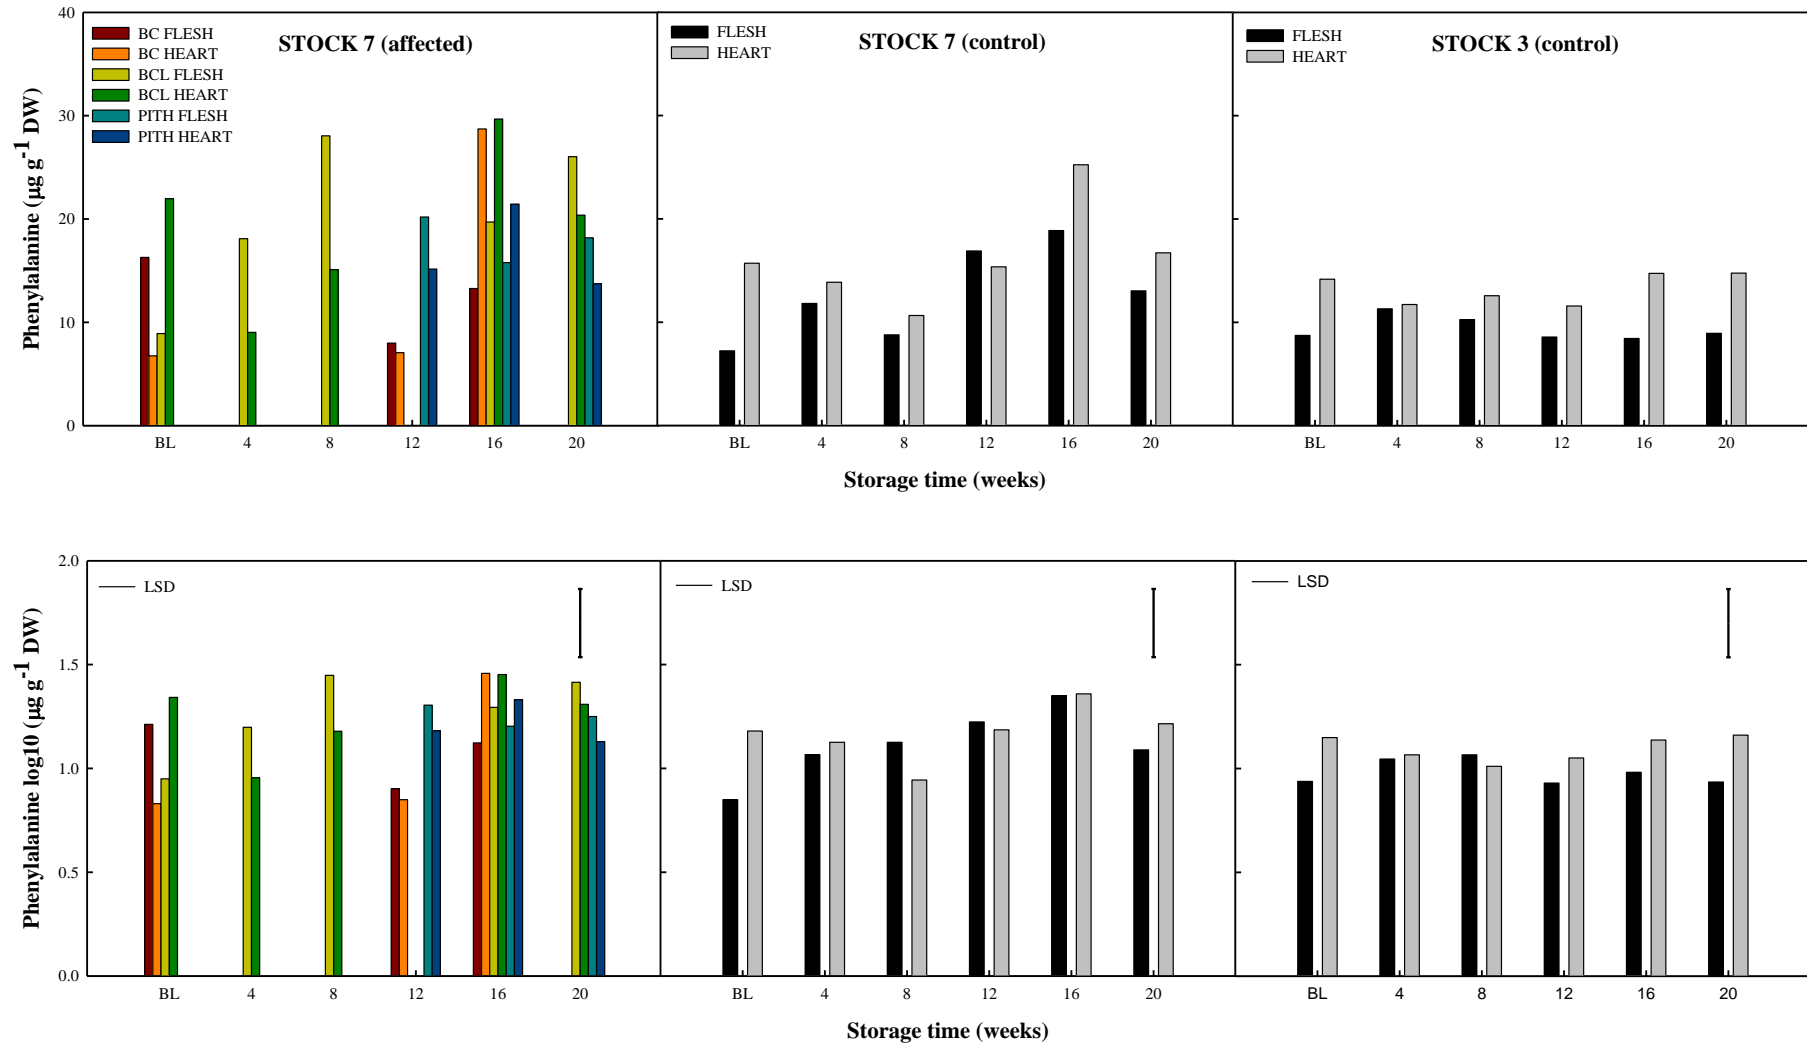 STOCK 7 (affected)
BC FLESH
BC HEART
BCL FLESH
BCL HEART
PITH FLESH
PITH HEART
STOCK 7 (control)
FLESH
HEART
STOCK 3 (control)
FLESH
HEART
Phenylalanine (µg g-1 DW)
40
30
20
10
0
BL 4 8 12 16 20
BL 4 8 12 16 20
BL 4 8 12 16 20
Storage time (weeks)
Phenylalanine log10 (µg g-1 DW)
2.0
1.5
1.0
0.5
0.0
LSD
LSD
LSD
BL 4 8 12 16 20
BL 4 8 12 16 20
BL 4 8 12 16 20
Storage time (weeks)